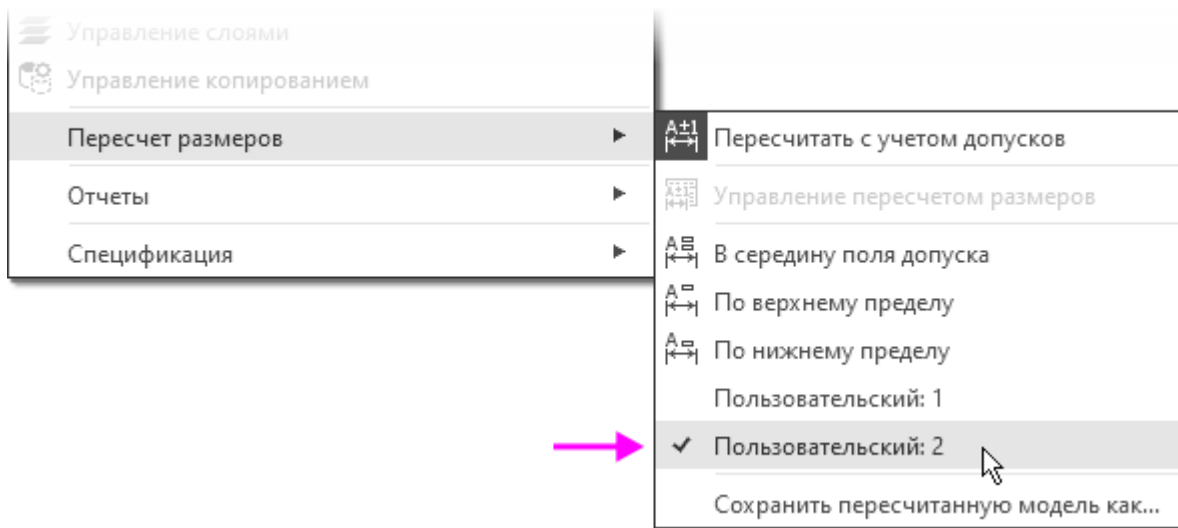 Управление слоями
Управление копированием
Пересчет размеров
Отчеты
Спецификация
Пересчитать с учетом допусков
Управление пересчетом размеров
В середину поля допуска
По верхнему пределу
По нижнему пределу
Пользовательский: 1
Пользовательский: 2
Сохранить пересчитанную модель как...